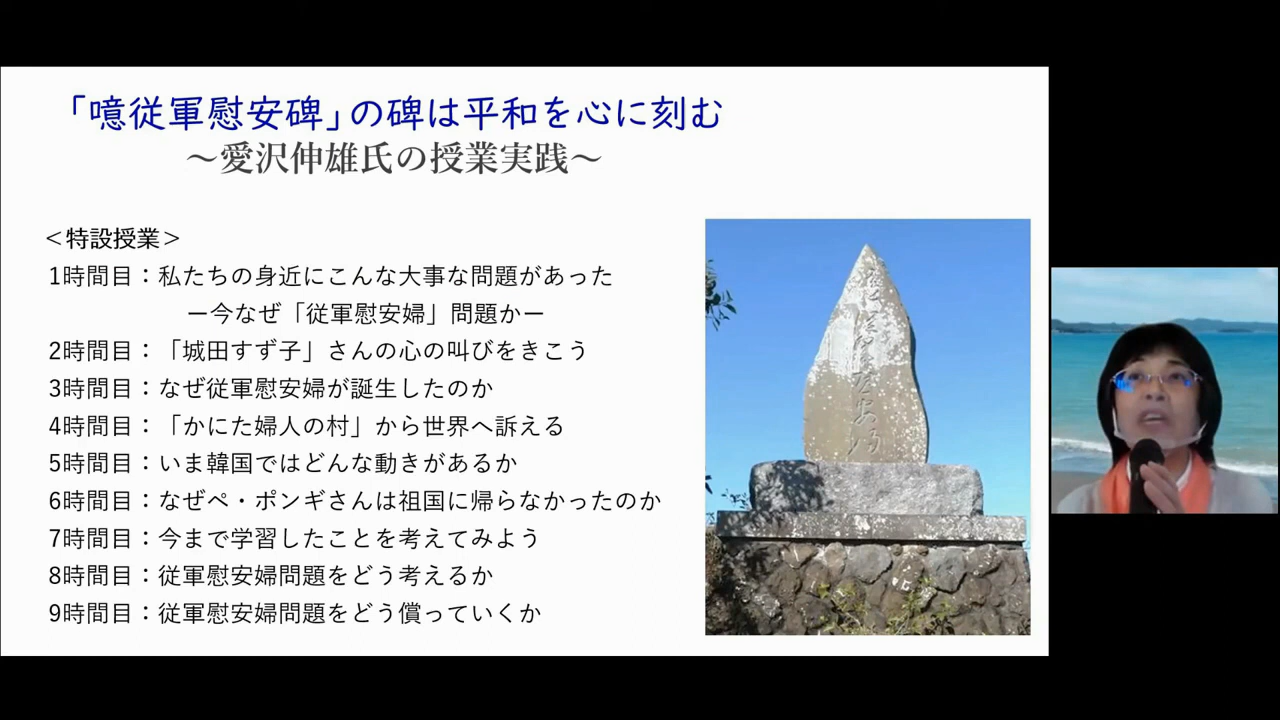 「噫従軍慰安碑」の碑は平和を心に刻む
～愛沢伸雄氏の授業実践～
＜特設授業＞
1時間目：私たちの身近にこんな大事な問題があった
ー今なぜ「従軍慰安婦」問題かー
2時間目：「城田すず子」さんの心の叫びをきこう
3時間目：なぜ従軍慰安婦が誕生したのか
4時間目：「かにた婦人の村」から世界へ訴える
5時間目：いま韓国ではどんな動きがあるか
6時間目：なぜペ・ポンギさんは祖国に帰らなかったのか
7時間目：今まで学習したことを考えてみよう
8時間目：従軍慰安婦問題をどう考えるか
9時間目：従軍慰安婦問題をどう償っていくか